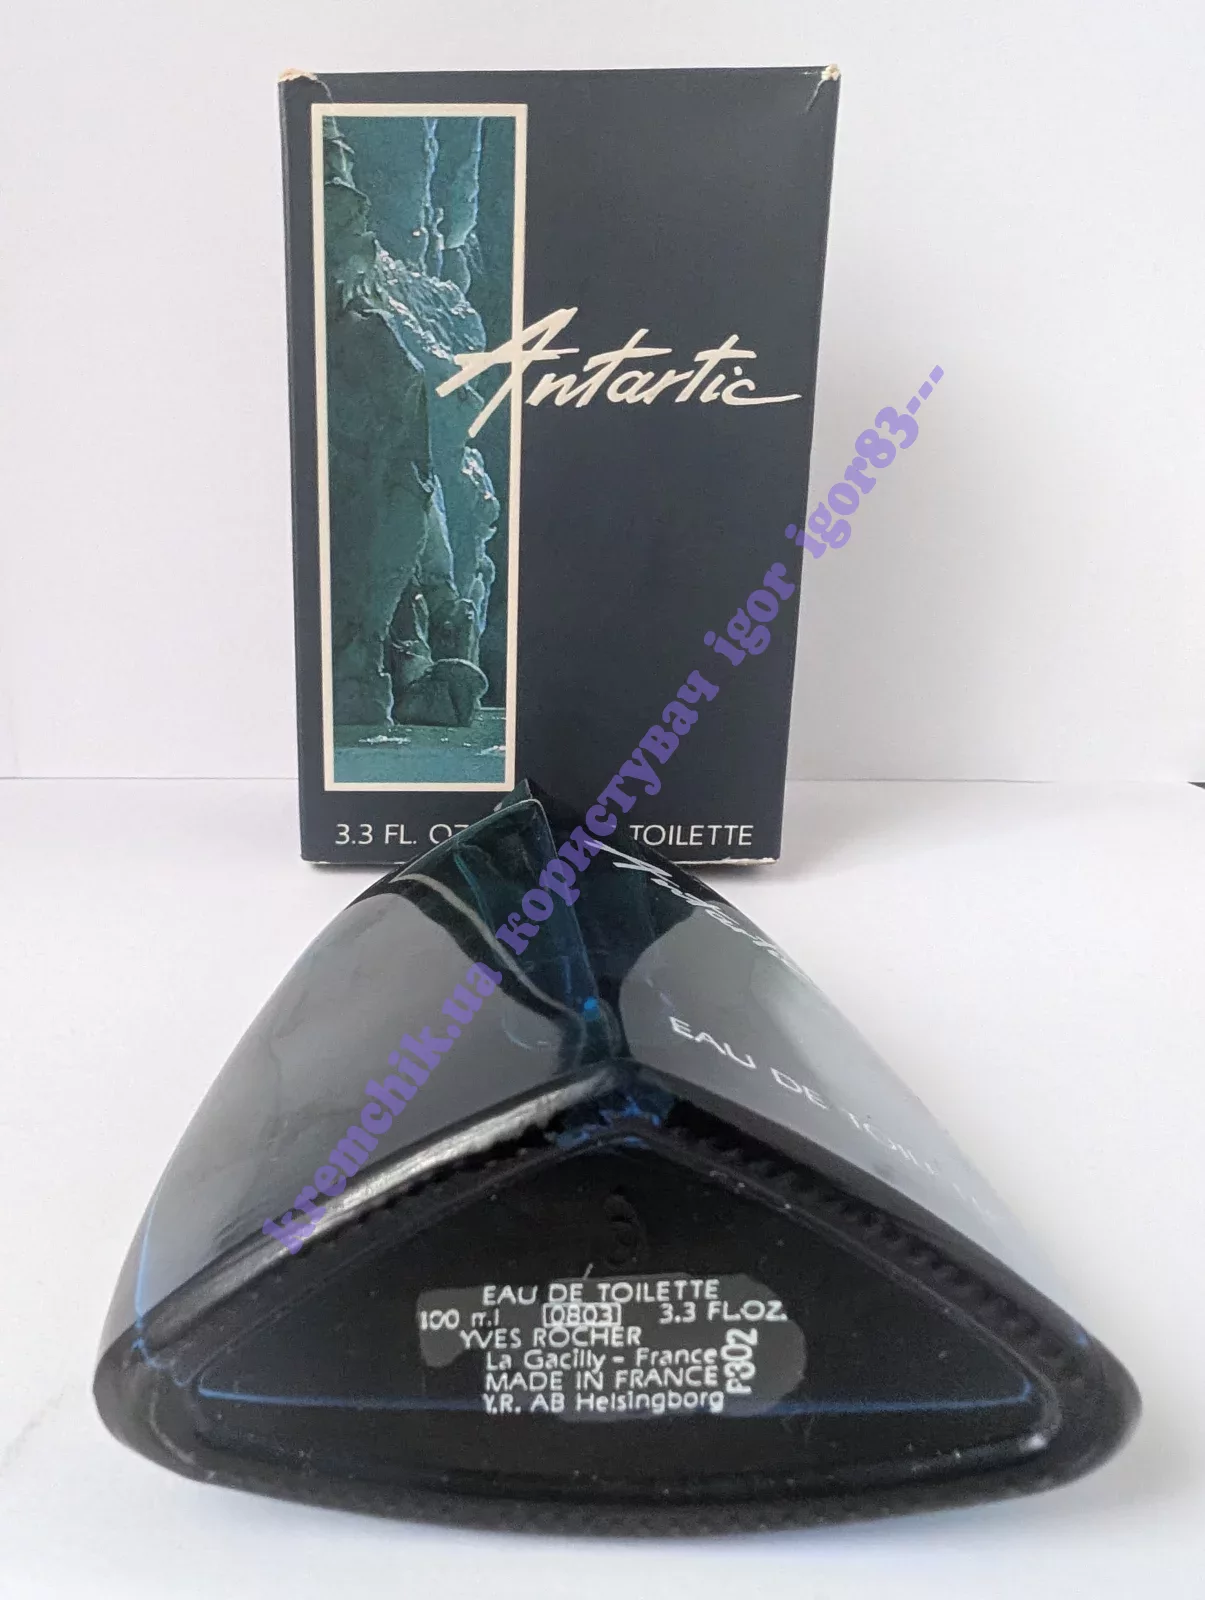 Antartic
3.3 FL. OZ
TOILETTE
EAU DE TOIL
EAU DE TOILETTE
100 ml 0803 3.3 FL.OZ.
YVES ROCHER
La Gacilly - France
MADE IN FRANCE
Y.R. AB Helsingborg
P302
kremchik.ua користувач igor igor83...